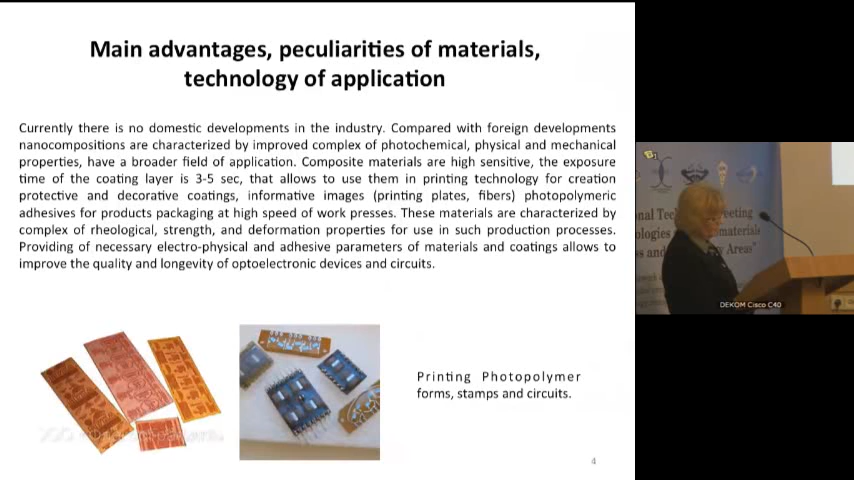 Main advantages, peculiarities of materials,
technology of application
Currently there is no domestic developments in the industry. Compared with foreign developments
nanocompositions are characterized by improved complex of photochemical, physical and mechanical
properties, have a broader field of application. Composite materials are high sensitive, the exposure
time of the coating layer is 3-5 sec, that allows to use them in printing technology for creation
protective and decorative coatings, informative images (printing plates, fibers) photopolymeric
adhesives for products packaging at high speed of work presses. These materials are characterized by
complex of rheological, strength, and deformation properties for use in such production processes.
Providing of necessary electro-physical and adhesive parameters of materials and coatings allows to
improve the quality and longevity of optoelectronic devices and circuits.
Printing Photopolymer
forms, stamps and circuits.
4
nal Tec eeting
ologies omaterials
s and y Areas"
DEKOM Cisco C40